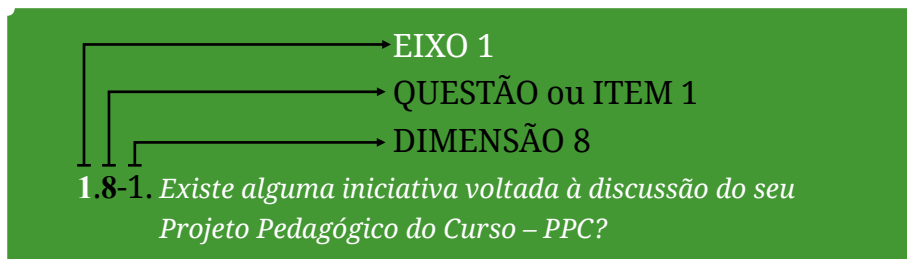 EIXO 1
QUESTÃO ou ITEM 1
DIMENSÃO 8
1.8-1. Existe alguma iniciativa voltada à discussão do seu
Projeto Pedagógico do Curso – PPC?